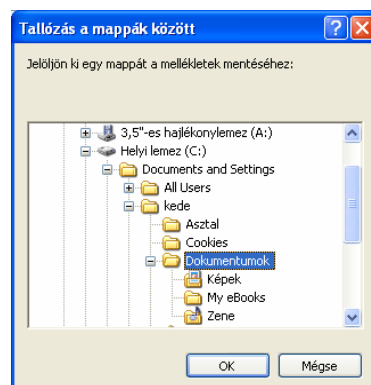 Tallózás a mappák között
Jelöljön ki egy mappát a mellékletek mentéséhez:
3,5"-es hajlékonylemez (A:)
Helyi lemez (C:)
Documents and Settings
All Users
kede
Asztal
Cookies
Dokumentumok
Képek
My eBooks
Zene
OK Mégse